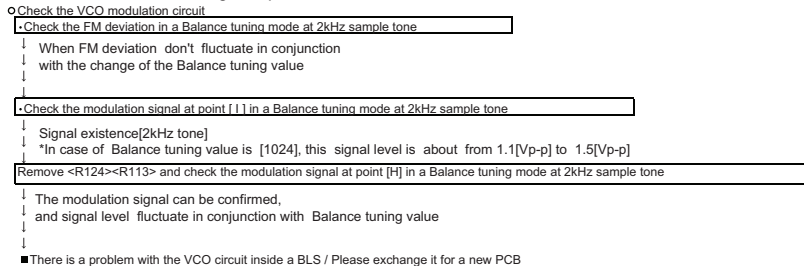 ○Check the VCO modulation circuit
・Check the FM deviation in a Balance tuning mode at 2kHz sample tone
↓
↓ When FM deviation don't fluctuate in conjunction
↓ with the change of the Balance tuning value
↓
↓
・Check the modulation signal at point [ I ] in a Balance tuning mode at 2kHz sample tone
↓
↓ Signal existence[2kHz tone]
↓ *In case of Balance tuning value is [1024], this signal level is about from 1.1[Vp-p] to 1.5[Vp-p]
Remove <R124><R113> and check the modulation signal at point [H] in a Balance tuning mode at 2kHz sample tone
↓ The modulation signal can be confirmed,
↓ and signal level fluctuate in conjunction with Balance tuning value
↓
↓
■There is a problem with the VCO circuit inside a BLS / Please exchange it for a new PCB